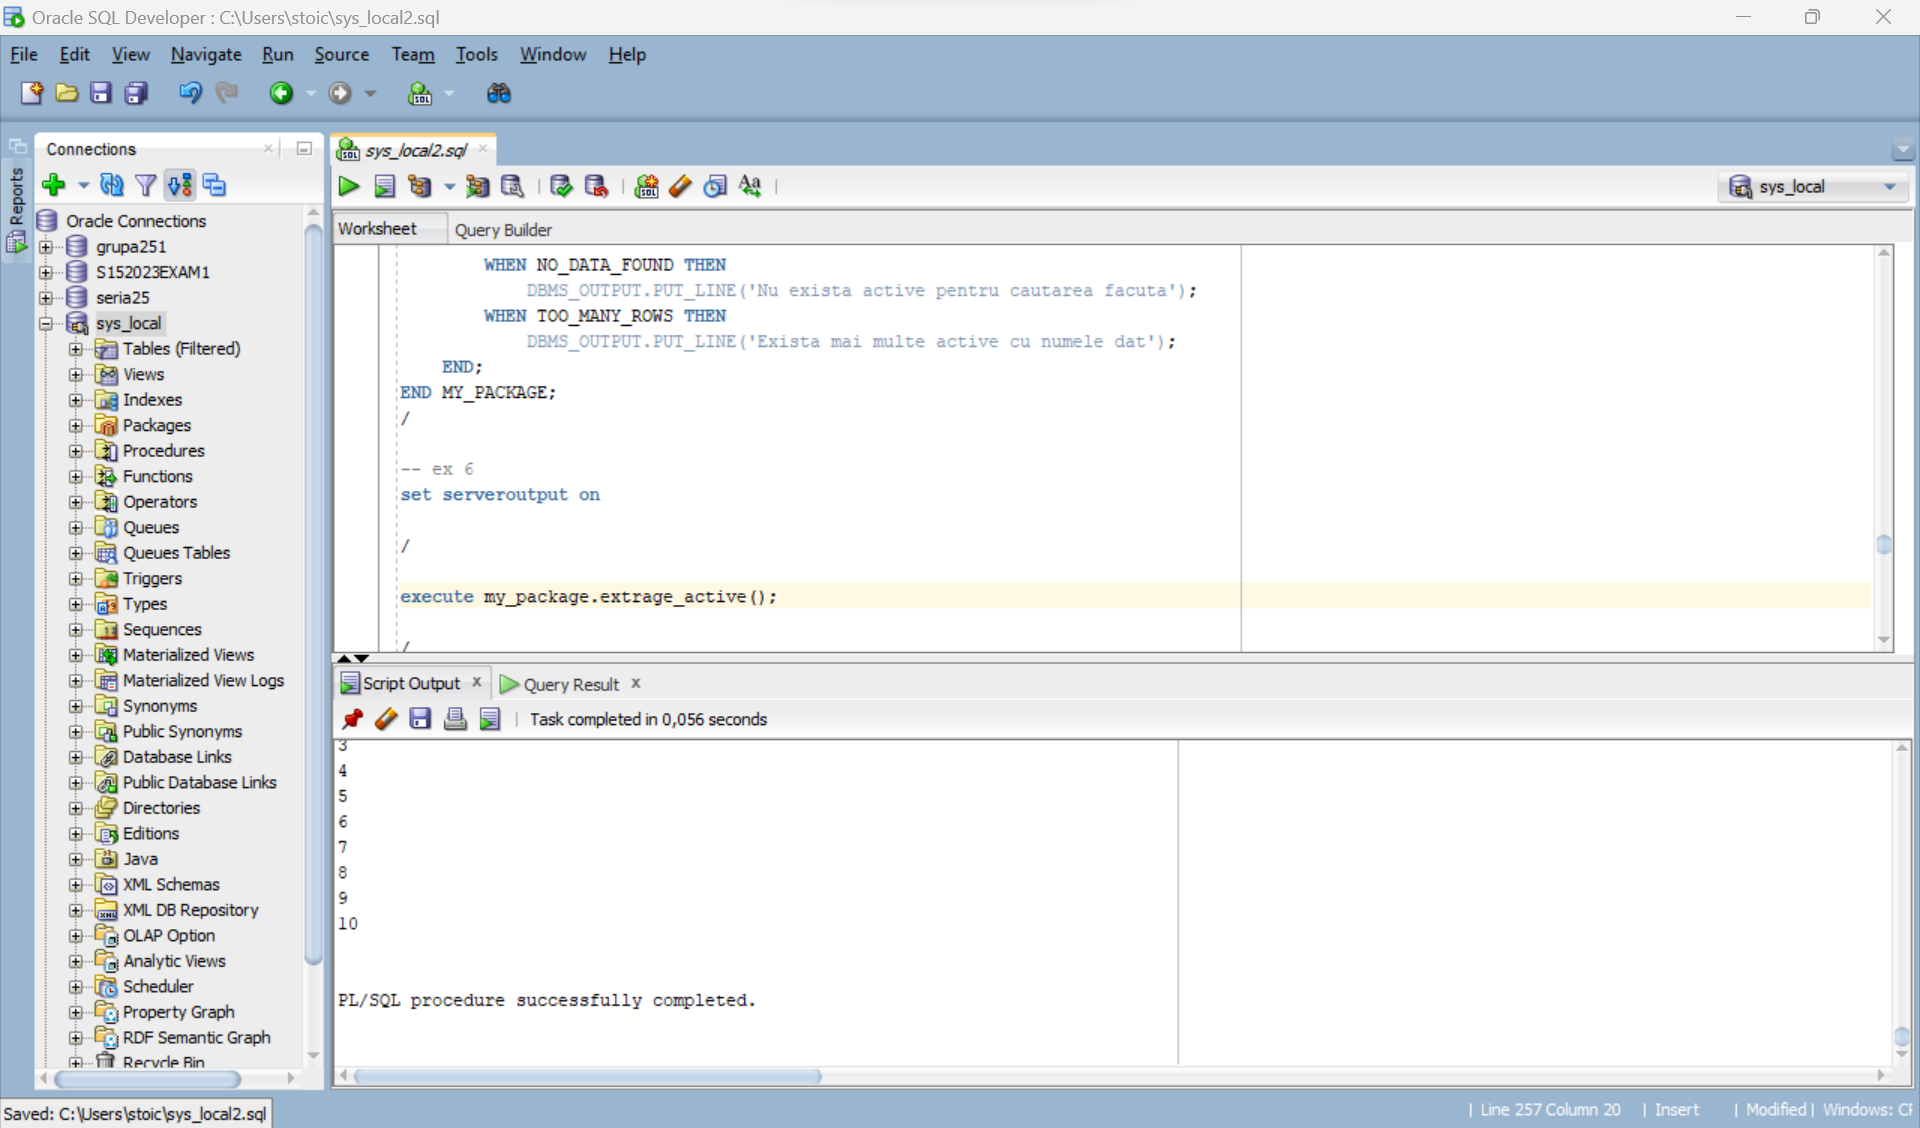 Oracle SQL Developer : C:\Users\stoic\sys_local2.sql
File Edit View Navigate Run Source Team Tools Window Help
Reports
Connections
Oracle Connections
grupa251
S152023EXAM1
seria25
sys_local
Tables (Filtered)
Views
Indexes
Packages
Procedures
Functions
Operators
Queues
Queues Tables
Triggers
Types
Sequences
Materialized Views
Materialized View Logs
Synonyms
Public Synonyms
Database Links
Public Database Links
Directories
Editions
Java
XML Schemas
XML DB Repository
OLAP Option
Analytic Views
Scheduler
Property Graph
RDF Semantic Graph
Recycle Bin
sys_local2.sql
sys_local
Worksheet Query Builder
WHEN NO_DATA_FOUND THEN
DBMS_OUTPUT.PUT_LINE('Nu exista active pentru cautarea facuta');
WHEN TOO_MANY_ROWS THEN
DBMS_OUTPUT.PUT_LINE('Exista mai multe active cu numele dat');
END;
END MY_PACKAGE;
/
-- ex 6
set serveroutput on
/
execute my_package.extrage_active();
/
Script Output x Query Result x
Task completed in 0,056 seconds
3
4
5
6
7
8
9
10
PL/SQL procedure successfully completed.
Saved: C:\Users\stoic\sys_local2.sql
| Line 257 Column 20 | Insert | Modified | Windows: